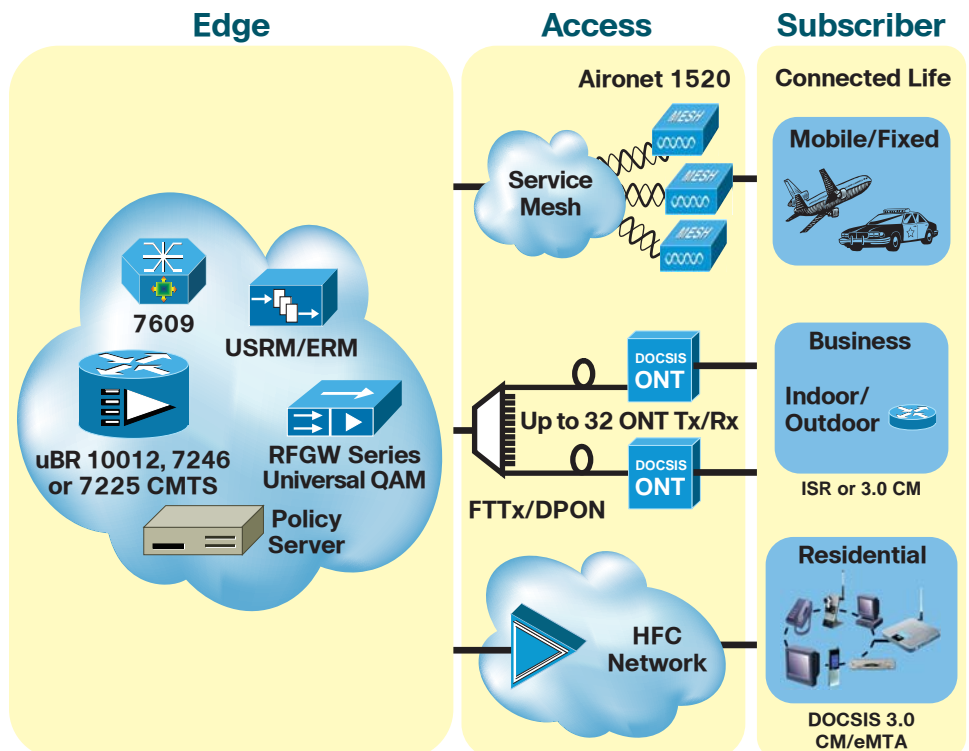 Edge
Access
Subscriber
7609
USRM/ERM
uBR 10012, 7246
or 7225 CMTS
RFGW Series
Universal QAM
Policy
Server
Aironet 1520
Service
Mesh
MESH
MESH
MESH
DOCSIS
ONT
Up to 32 ONT Tx/Rx
DOCSIS
ONT
FTTx/DPON
HFC
Network
Connected Life
Mobile/Fixed
Business
Indoor/
Outdoor
ISR or 3.0 CM
Residential
DOCSIS 3.0
CM/eMTA